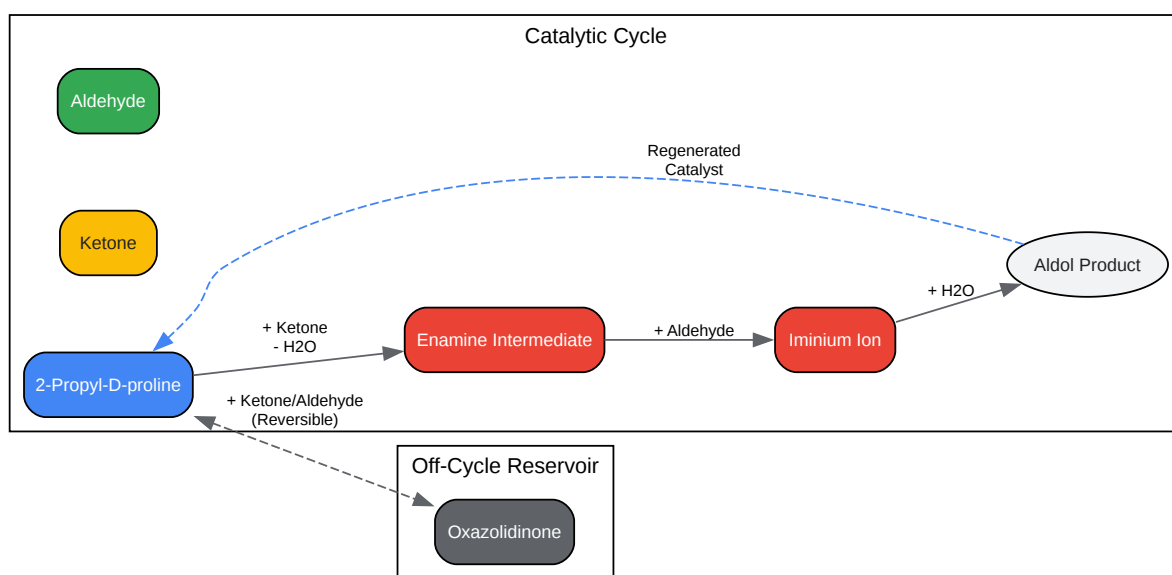 Catalytic Cycle
Aldehyde
Regenerated
Catalyst
Ketone
Aldol Product
+ H2O
+ Ketone
- H2O
Enamine Intermediate
+ Aldehyde
Iminium Ion
2-Propyl-D-proline
+ Ketone/Aldehyde
(Reversible)
Off-Cycle Reservoir
Oxazolidinone